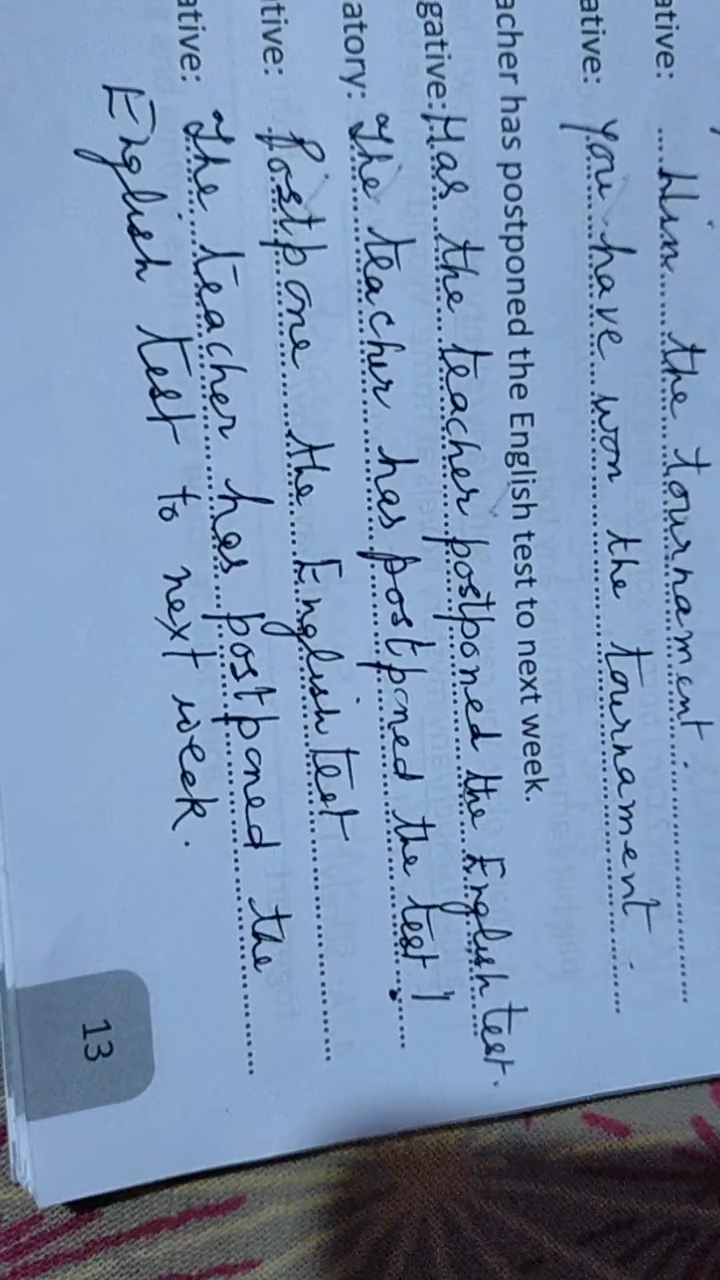 ative: Win the tournament.
ative: You have won the tournament.
acher has postponed the English test to next week.
gative: Has the teacher postponed the English test.
atory: The teacher has postponed the test!
tive: Postpone the English test
ative: The teacher has postponed the
English test to next week.
13